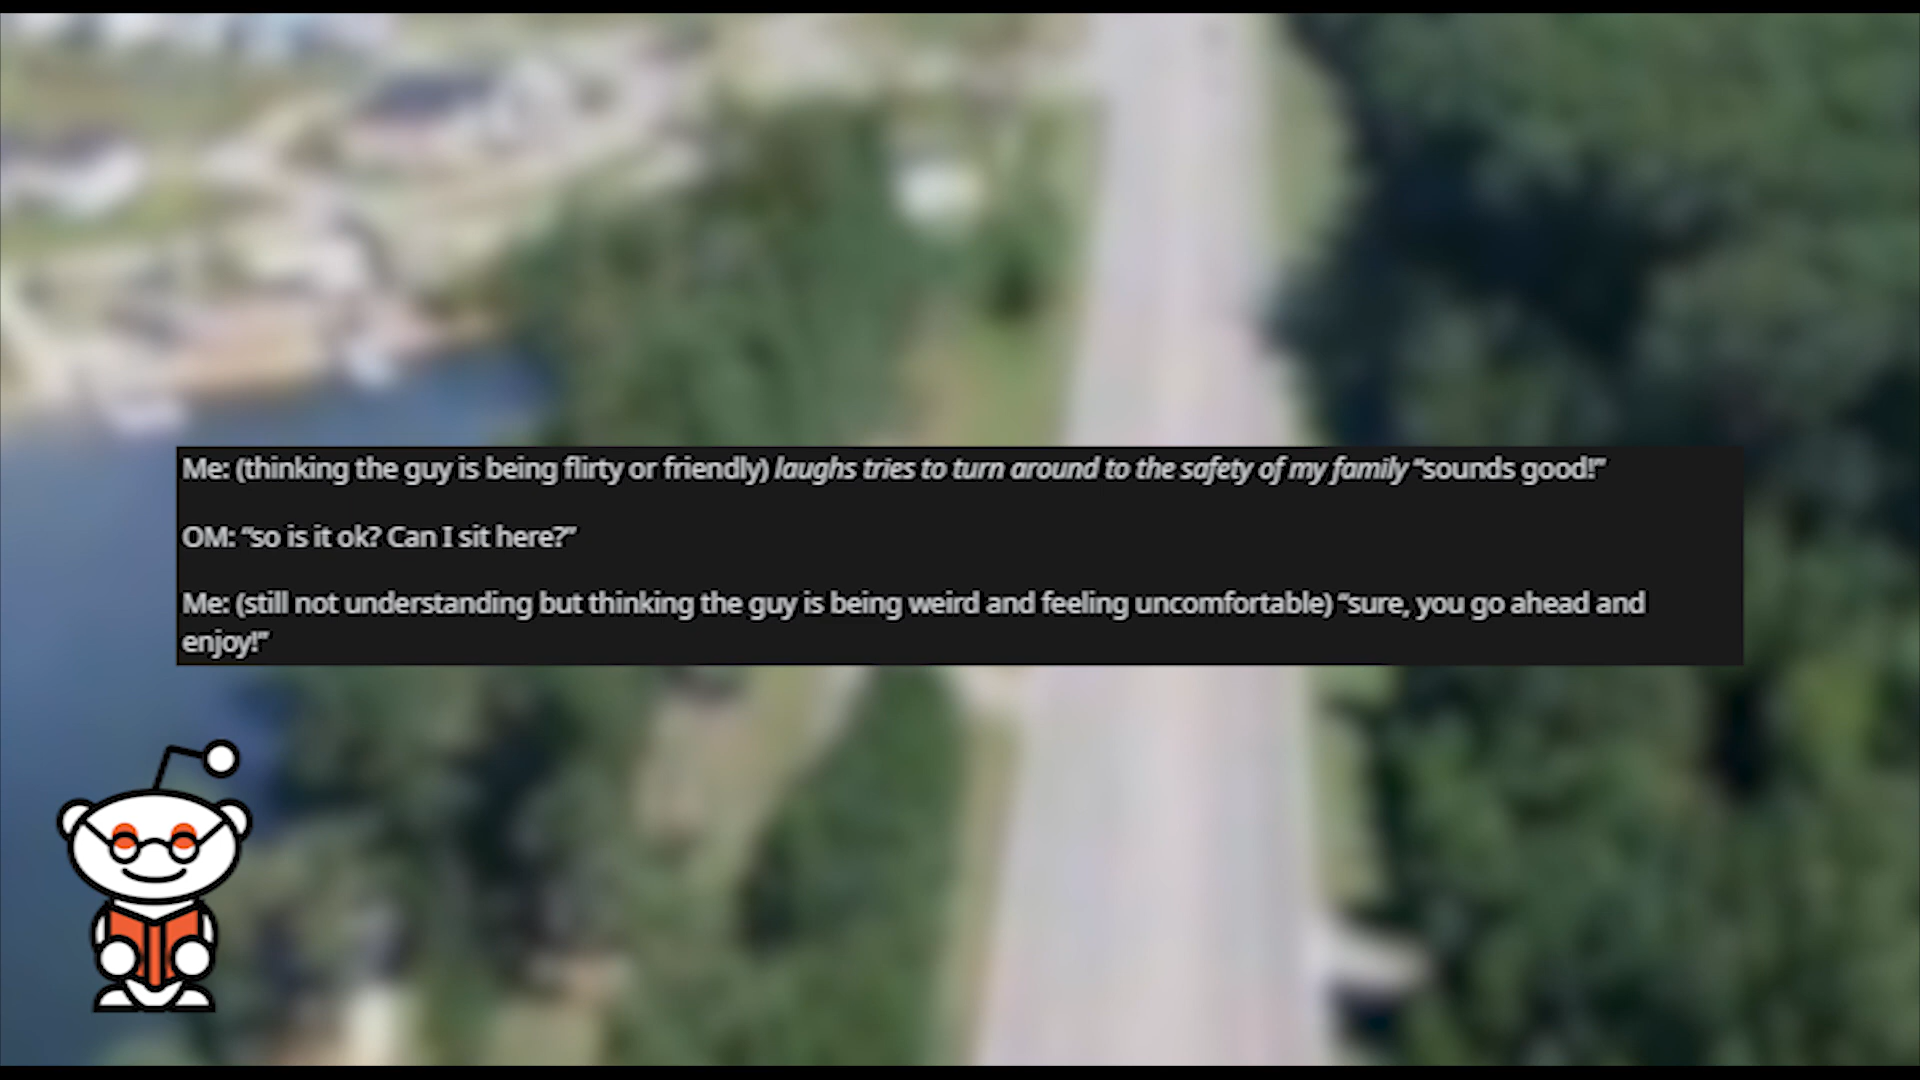 Me: (thinking the guy is being flirty or friendly) laughs tries to turn around to the safety of my family “sounds good!”
OM: “so is it ok? Can I sit here?”
Me: (still not understanding but thinking the guy is being weird and feeling uncomfortable) “sure, you go ahead and
enjoy!”